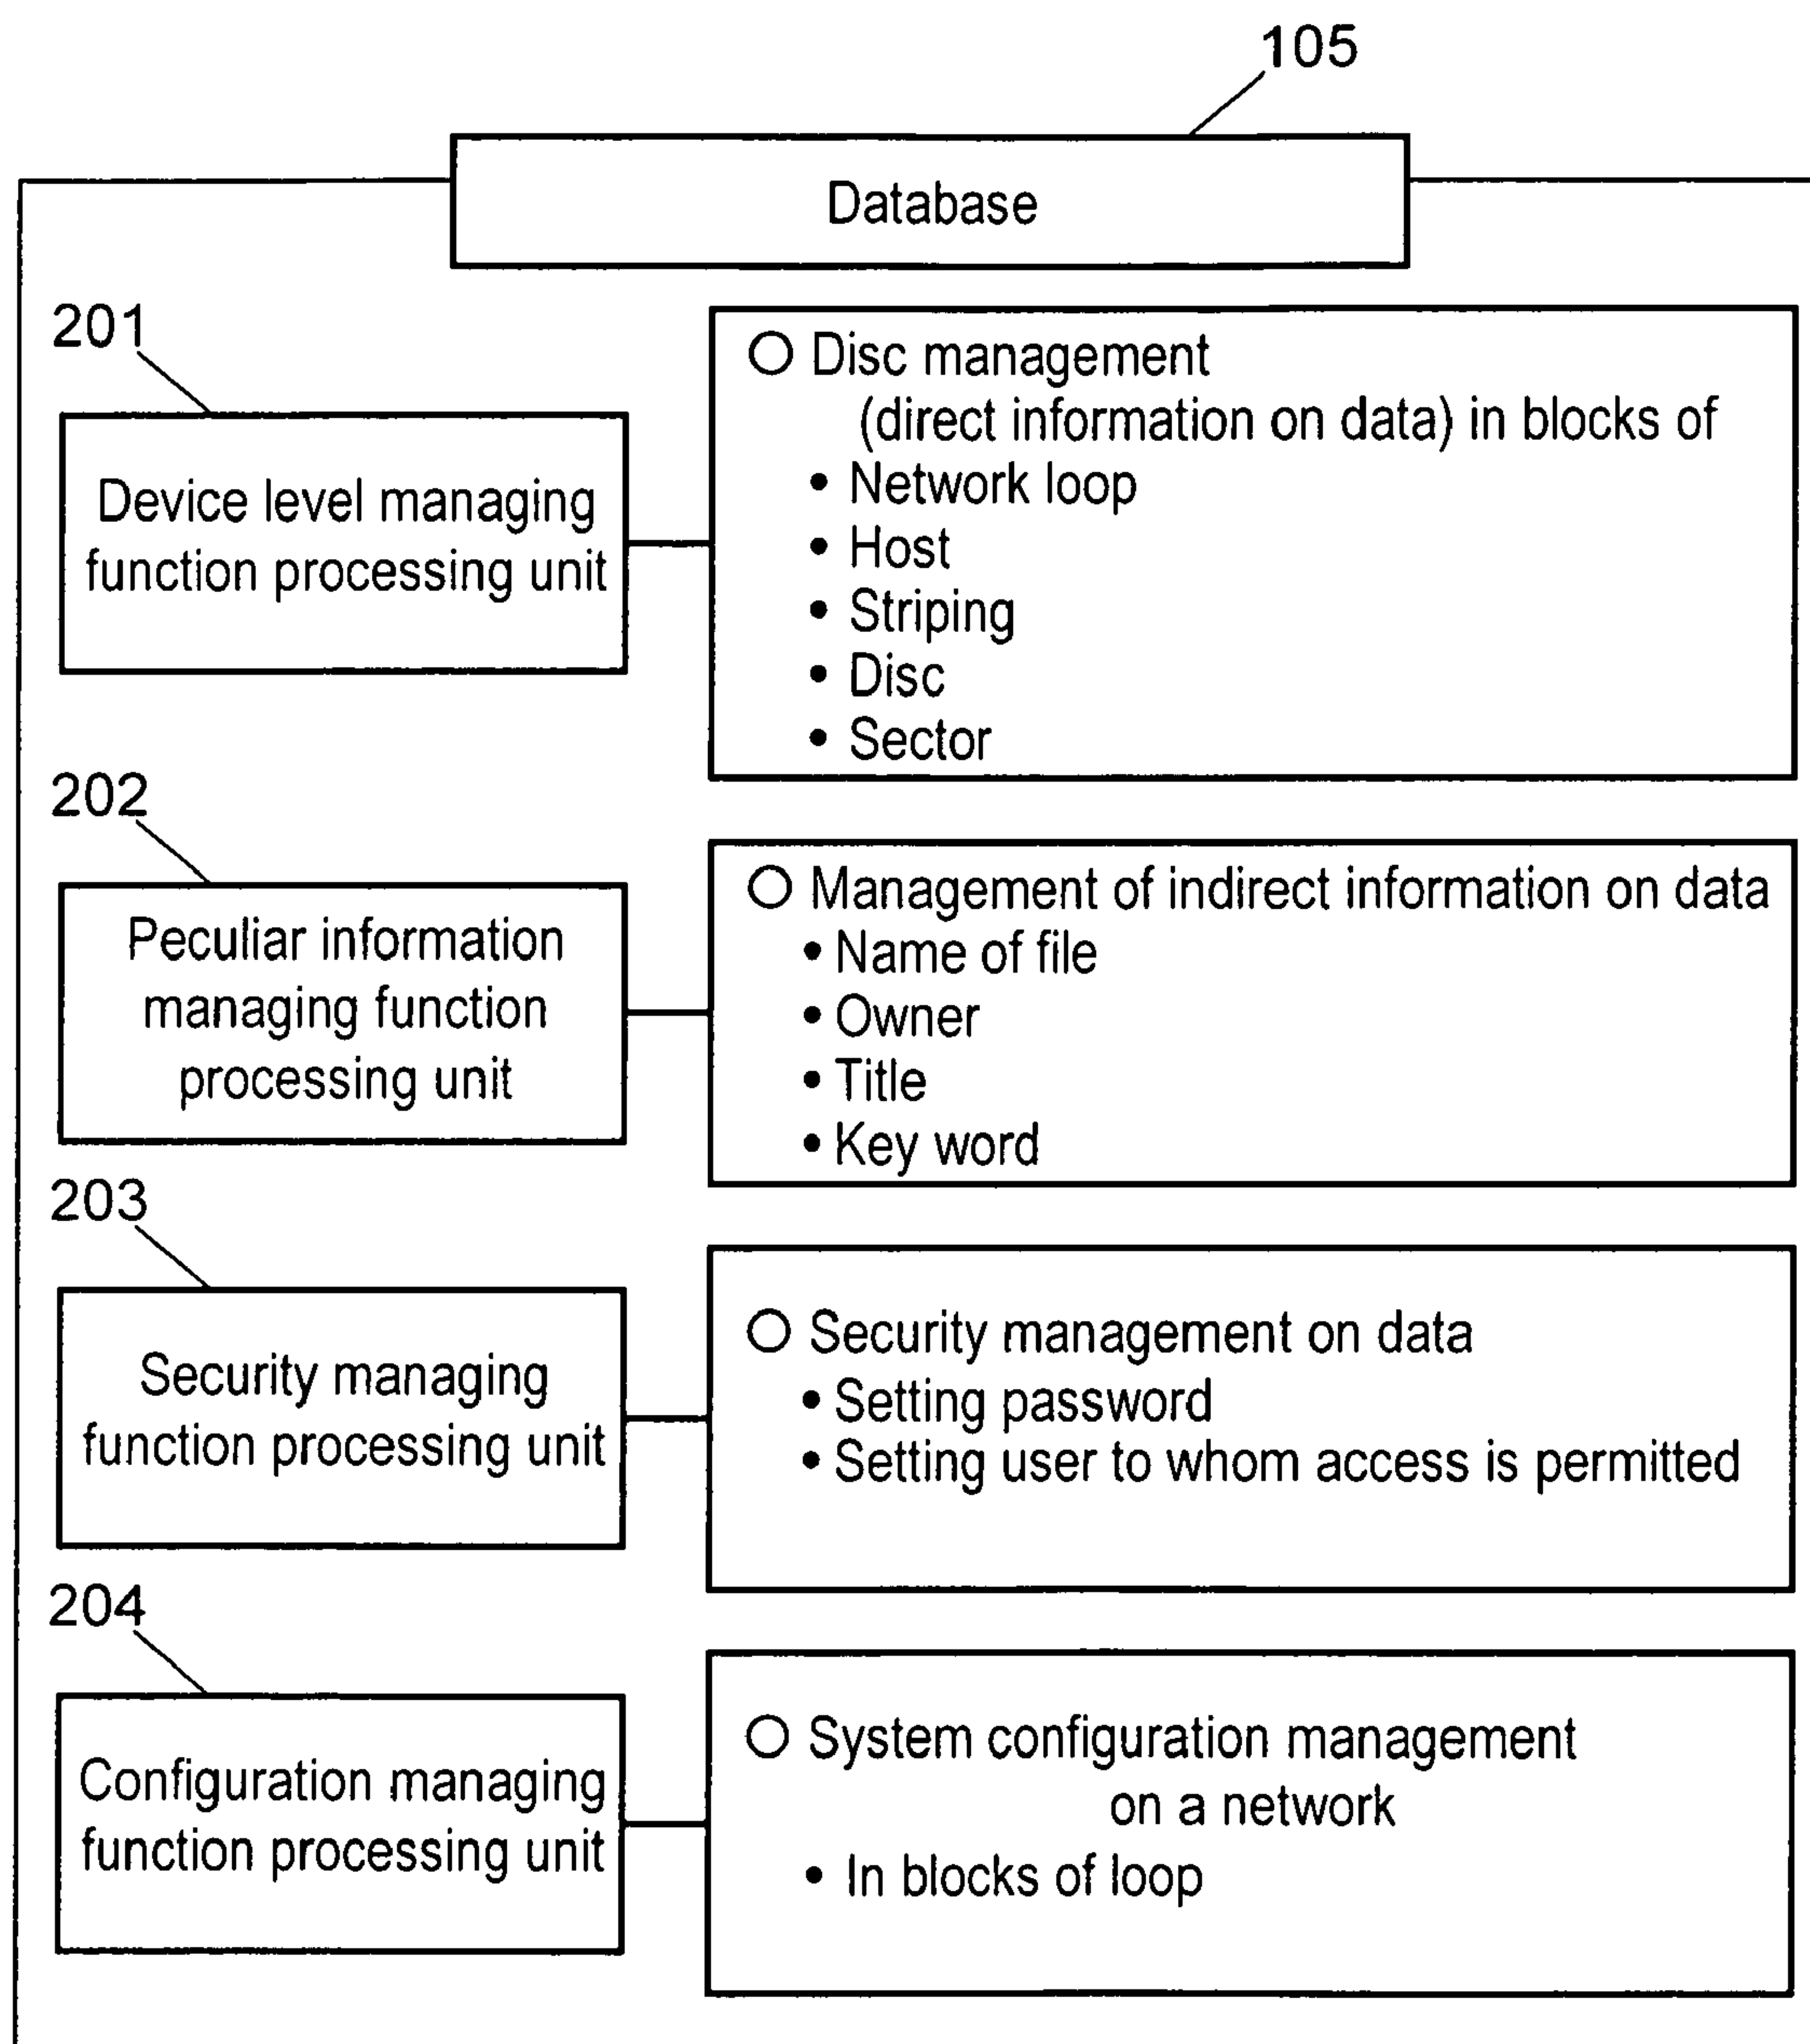 105
Database
201
Device level managing
function processing unit
○ Disc management
(direct information on data) in blocks of
• Network loop
• Host
• Striping
• Disc
• Sector
202
Peculiar information
managing function
processing unit
○ Management of indirect information on data
• Name of file
• Owner
• Title
• Key word
203
Security managing
function processing unit
○ Security management on data
• Setting password
• Setting user to whom access is permitted
204
Configuration managing
function processing unit
○ System configuration management
on a network
• In blocks of loop